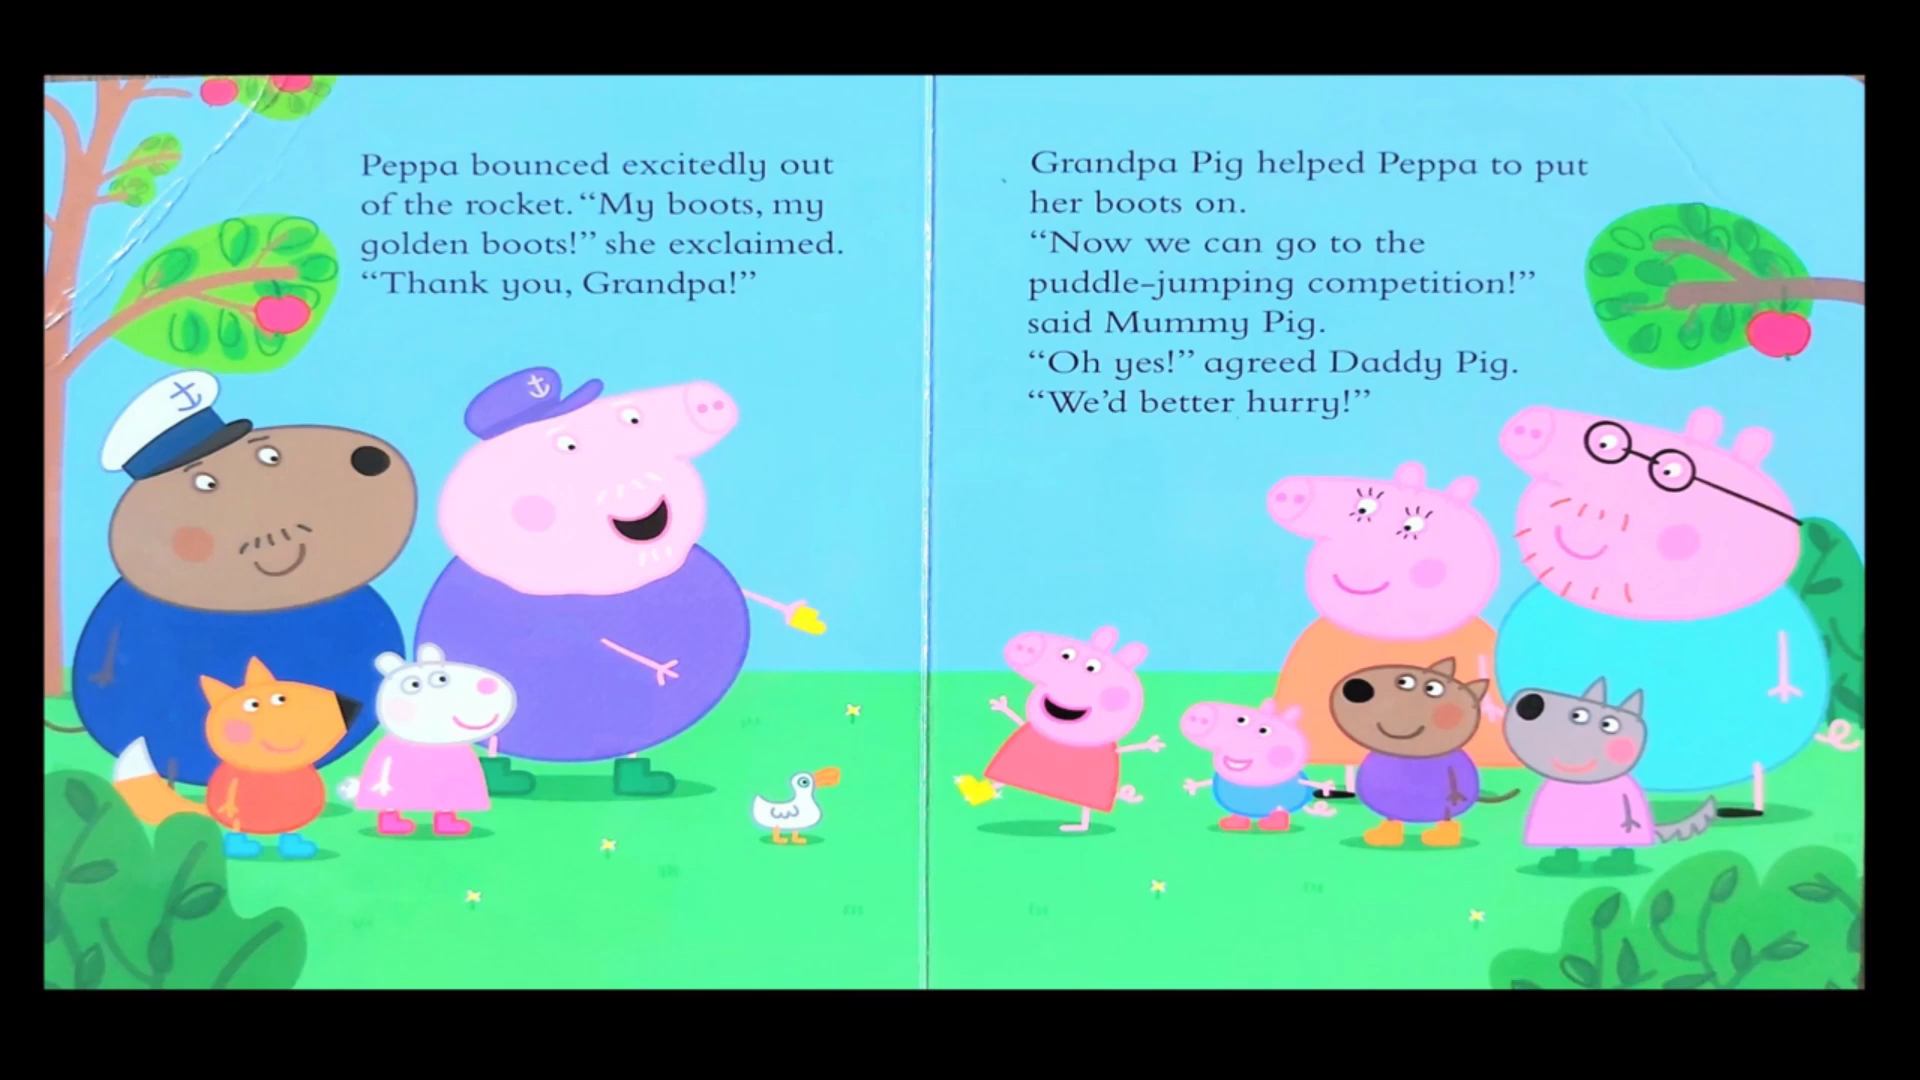 Peppa bounced excitedly out
of the rocket. “My boots, my
golden boots!” she exclaimed.
“Thank you, Grandpa!”
Grandpa Pig helped Peppa to put
her boots on.
“Now we can go to the
puddle-jumping competition!”
said Mummy Pig.
“Oh yes!” agreed Daddy Pig.
“We’d better hurry!”